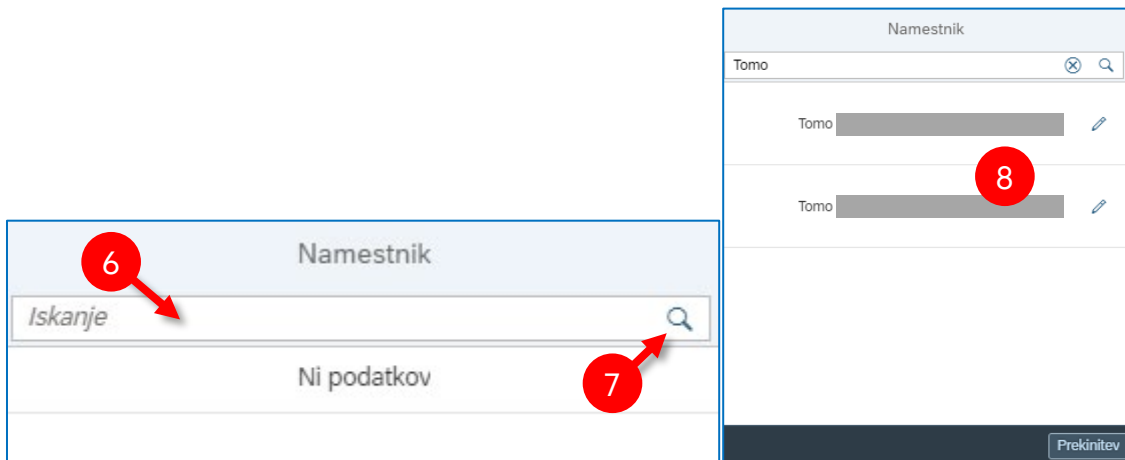 Namestnik
6
Iskanje
7
Ni podatkov
Namestnik
Tomo
Tomo
8
Tomo
Prekinitev